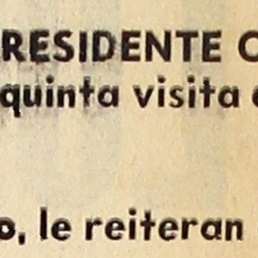 RESIDENTE
quinta visita
o, le reiteran